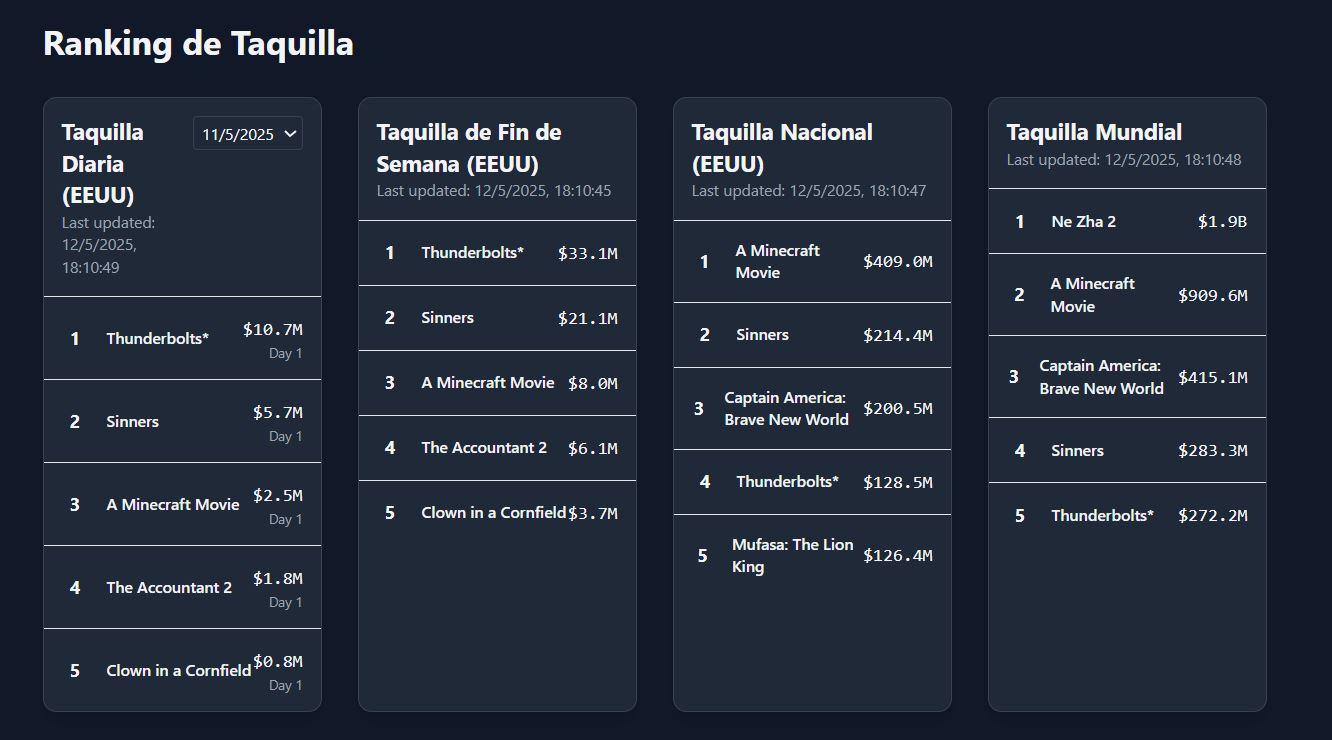 Ranking de Taquilla
Taquilla
Diaria
(EEUU)
11/5/2025
Last updated:
12/5/2025,
18:10:49
1 Thunderbolts* $10.7M
Day 1
2 Sinners $5.7M
Day 1
3 A Minecraft Movie $2.5M
Day 1
4 The Accountant 2 $1.8M
Day 1
5 Clown in a Cornfield $0.8M
Day 1
Taquilla de Fin de
Semana (EEUU)
Last updated: 12/5/2025, 18:10:45
1 Thunderbolts* $33.1M
2 Sinners $21.1M
3 A Minecraft Movie $8.0M
4 The Accountant 2 $6.1M
5 Clown in a Cornfield $3.7M
Taquilla Nacional
(EEUU)
Last updated: 12/5/2025, 18:10:47
1 A Minecraft
Movie $409.0M
2 Sinners $214.4M
3 Captain America:
Brave New World $200.5M
4 Thunderbolts* $128.5M
5 Mufasa: The Lion
King $126.4M
Taquilla Mundial
Last updated: 12/5/2025, 18:10:48
1 Ne Zha 2 $1.9B
2 A Minecraft
Movie $909.6M
3 Captain America:
Brave New World $415.1M
4 Sinners $283.3M
5 Thunderbolts* $272.2M